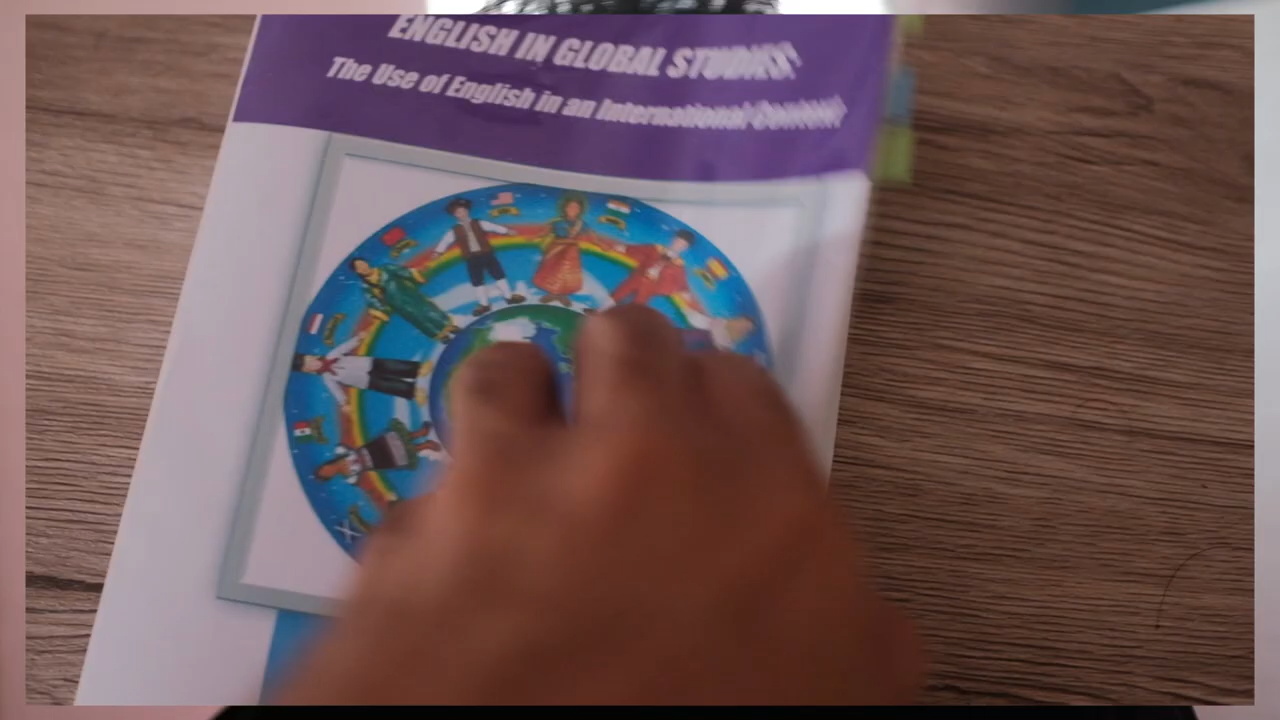 ENGLISH IN GLOBAL STUDIES
The Use of English in an International Context